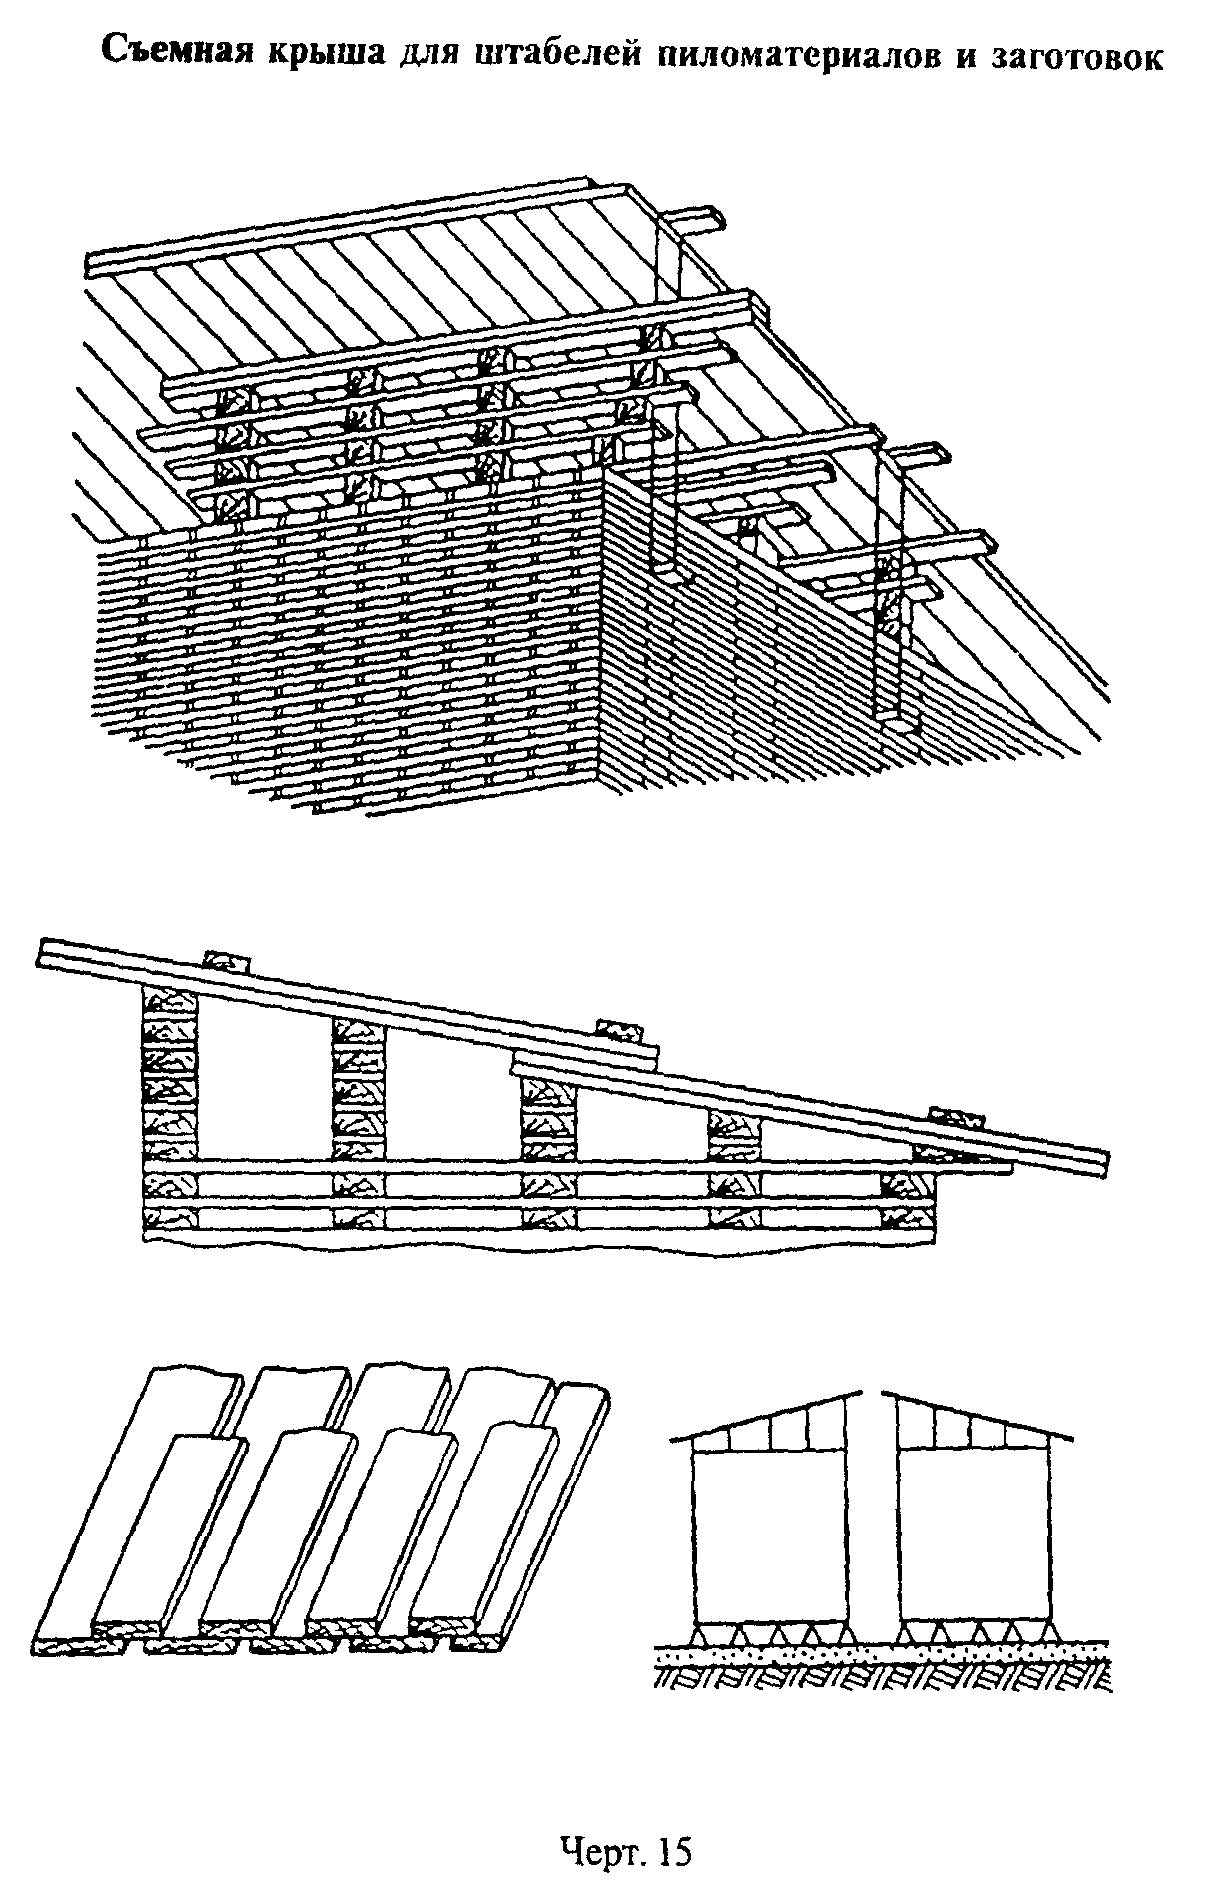 Съемная крыша для штабелей пиломатериалов и заготовок
Черт. 15